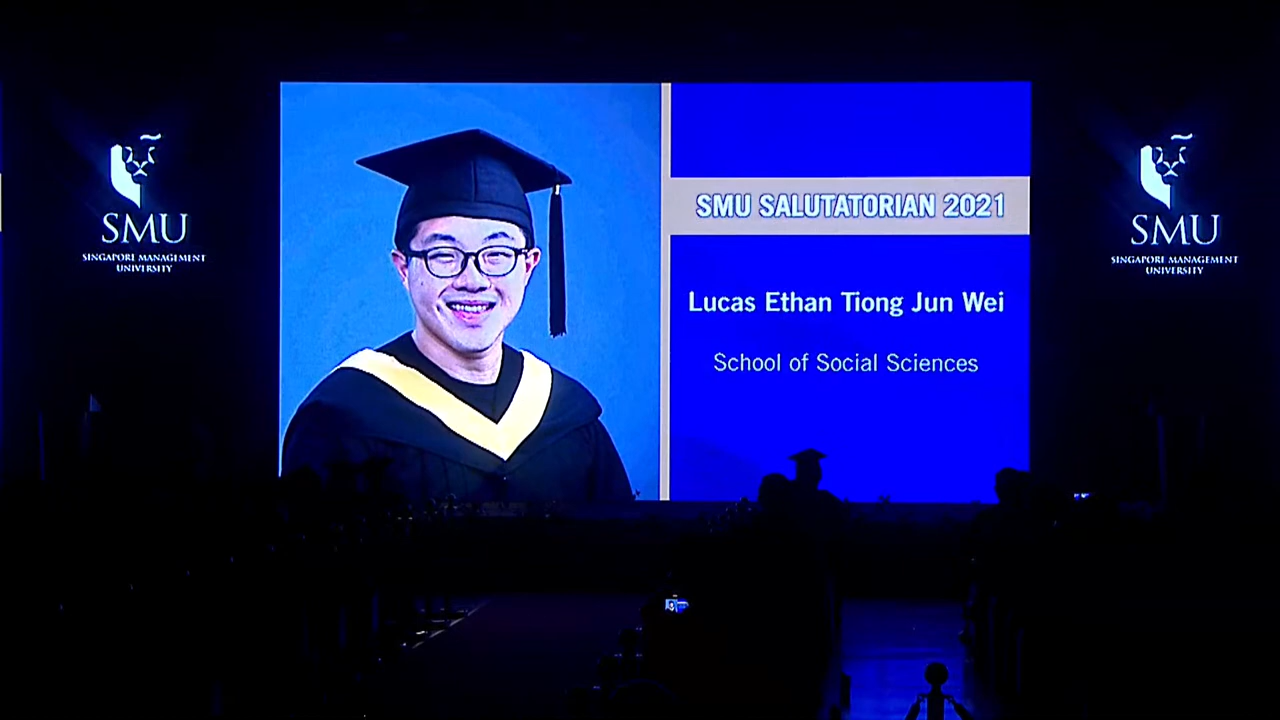 SMU
SINGAPORE MANAGEMENT
UNIVERSITY
SMU SALUTATORIAN 2021
Lucas Ethan Tiong Jun Wei
School of Social Sciences
SMU
SINGAPORE MANAGEMENT
UNIVERSITY